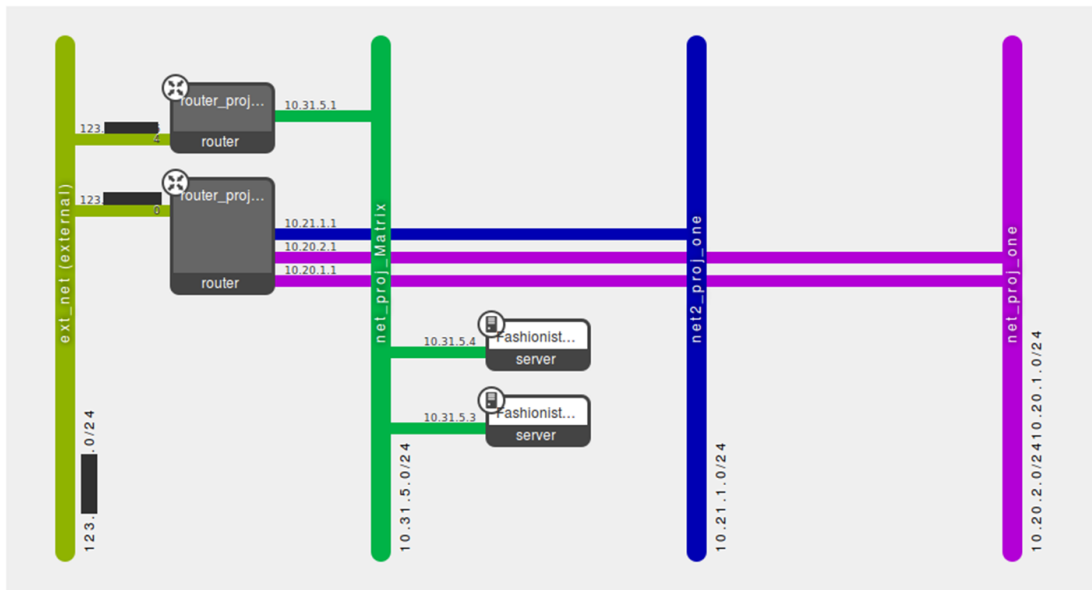 router_proj...
10.31.5.1
123.
4
router
router_proj...
123.
0
10.21.1.1
10.20.2.1
10.20.1.1
router
ext_net (external)
net_proj_Matrix
net2_proj_one
net_proj_one
Fashionist...
10.31.5.4
server
Fashionist...
10.31.5.3
server
123. .0/24
10.31.5.0/24
10.21.1.0/24
10.20.2.0/2410.20.1.0/24